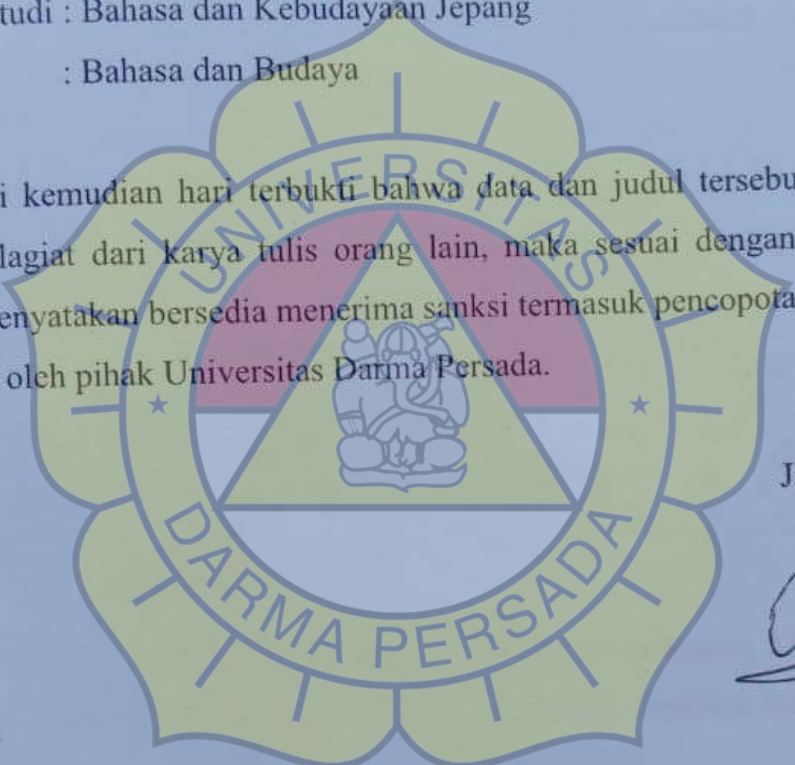 tudi : Bahasa dan Kebudayaan Jepang
: Bahasa dan Budaya
i kemudian hari terbukti bahwa data dan judul tersebu
lagiat dari karya tulis orang lain, maka sesuai dengan
enyatakan bersedia menerima sanksi termasuk pencopota
oleh pihak Universitas Darma Persada.
J
UNIVERSITAS
DARMA PERSADA